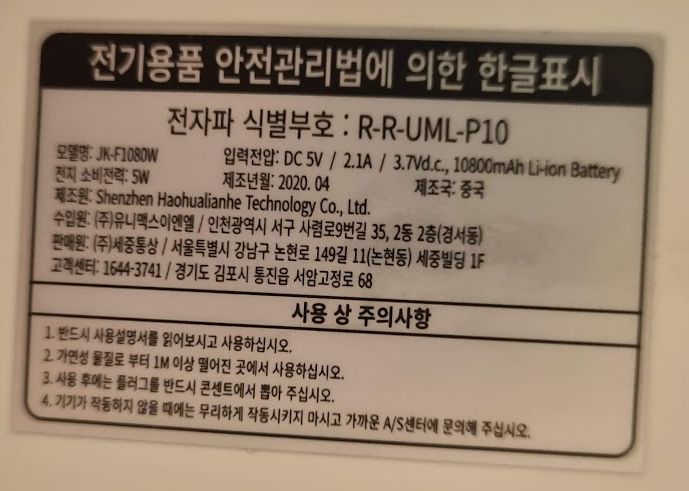 전기용품 안전관리법에 의한 한글표시
전자파 식별부호 : R-R-UML-P10
모델명: JK-F1080W 입력전압: DC 5V / 2.1A / 3.7Vd.c., 10800mAh Li-ion Battery
전지 소비전력: 5W 제조년월: 2020. 04 제조국: 중국
제조원: Shenzhen Haohualianhe Technology Co., Ltd.
수입원: (주)유니맥스이엔엘 / 인천광역시 서구 사렴로9번길 35, 2동 2층(경서동)
판매원: (주)세중통상 / 서울특별시 강남구 논현로 149길 11(논현동) 세중빌딩 1F
고객센터: 1644-3741 / 경기도 김포시 통진읍 서암고정로 68
사용 상 주의사항
1. 반드시 사용설명서를 읽어보시고 사용하십시오.
2. 가연성 물질로 부터 1M 이상 떨어진 곳에서 사용하십시오.
3. 사용 후에는 플러그를 반드시 콘센트에서 뽑아 주십시오.
4. 기기가 작동하지 않을 때에는 무리하게 작동시키지 마시고 가까운 A/S센터에 문의해 주십시오.